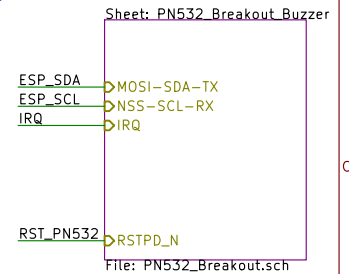 Sheet: PN532_Breakout_Buzzer
ESP_SDA MOSI-SDA-TX
ESP_SCL NSS-SCL-RX
IRQ IRQ
RST_PN532 RSTPD_N
File: PN532_Breakout.sch